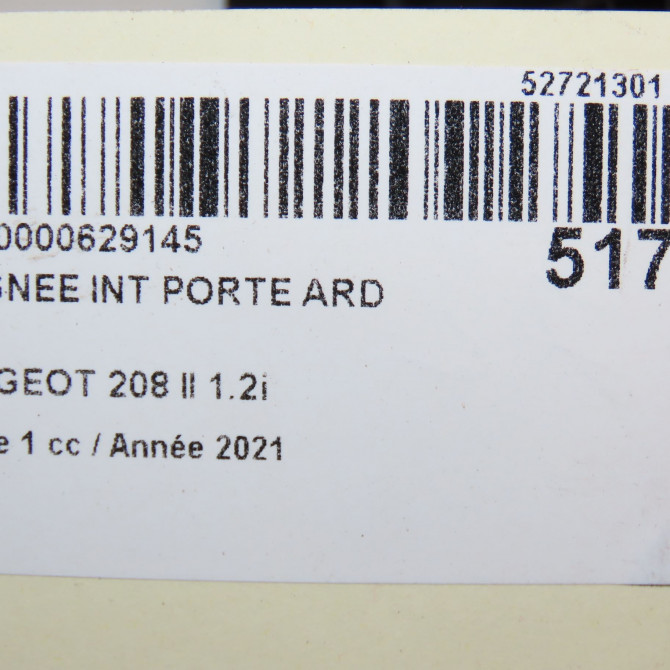 52721301
0000629145
517
GNEE INT PORTE ARD
GEOT 208 II 1.2i
e 1 cc / Année 2021